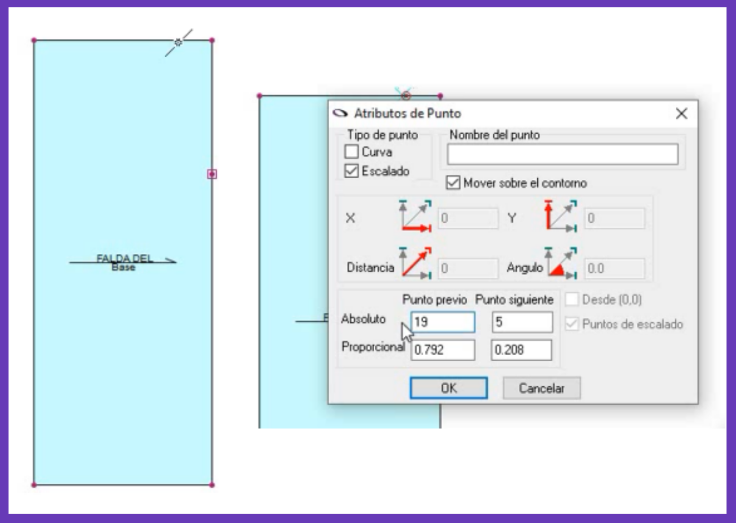 FALDA DEL
Base
Atributos de Punto
Tipo de punto
Curva
Escalado
Nombre del punto
Mover sobre el contorno
X 0 Y 0
Distancia 0 Angulo 0.0
Punto previo Punto siguiente
Absoluto 19 5
Proporcional 0.792 0.208
Desde (0,0)
Puntos de escalado
OK Cancelar